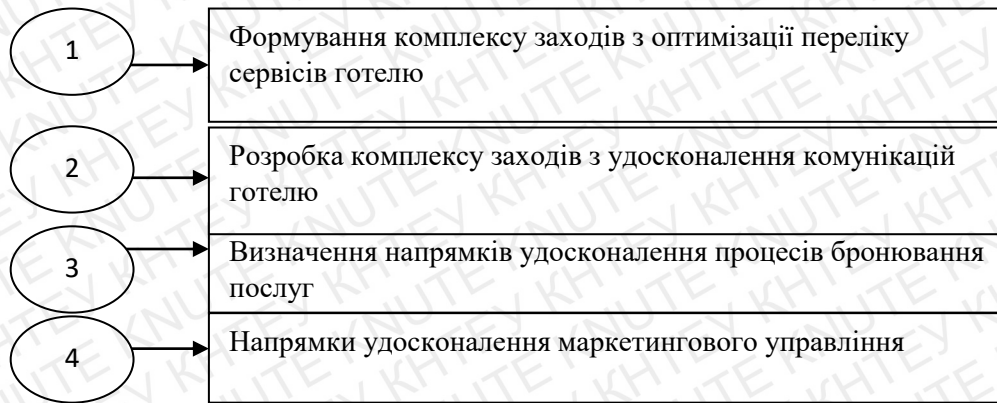 1
Формування комплексу заходів з оптимізації переліку
сервісів готелю
2
Розробка комплексу заходів з удосконалення комунікацій
готелю
3
Визначення напрямків удосконалення процесів бронювання
послуг
4
Напрямки удосконалення маркетингового управління